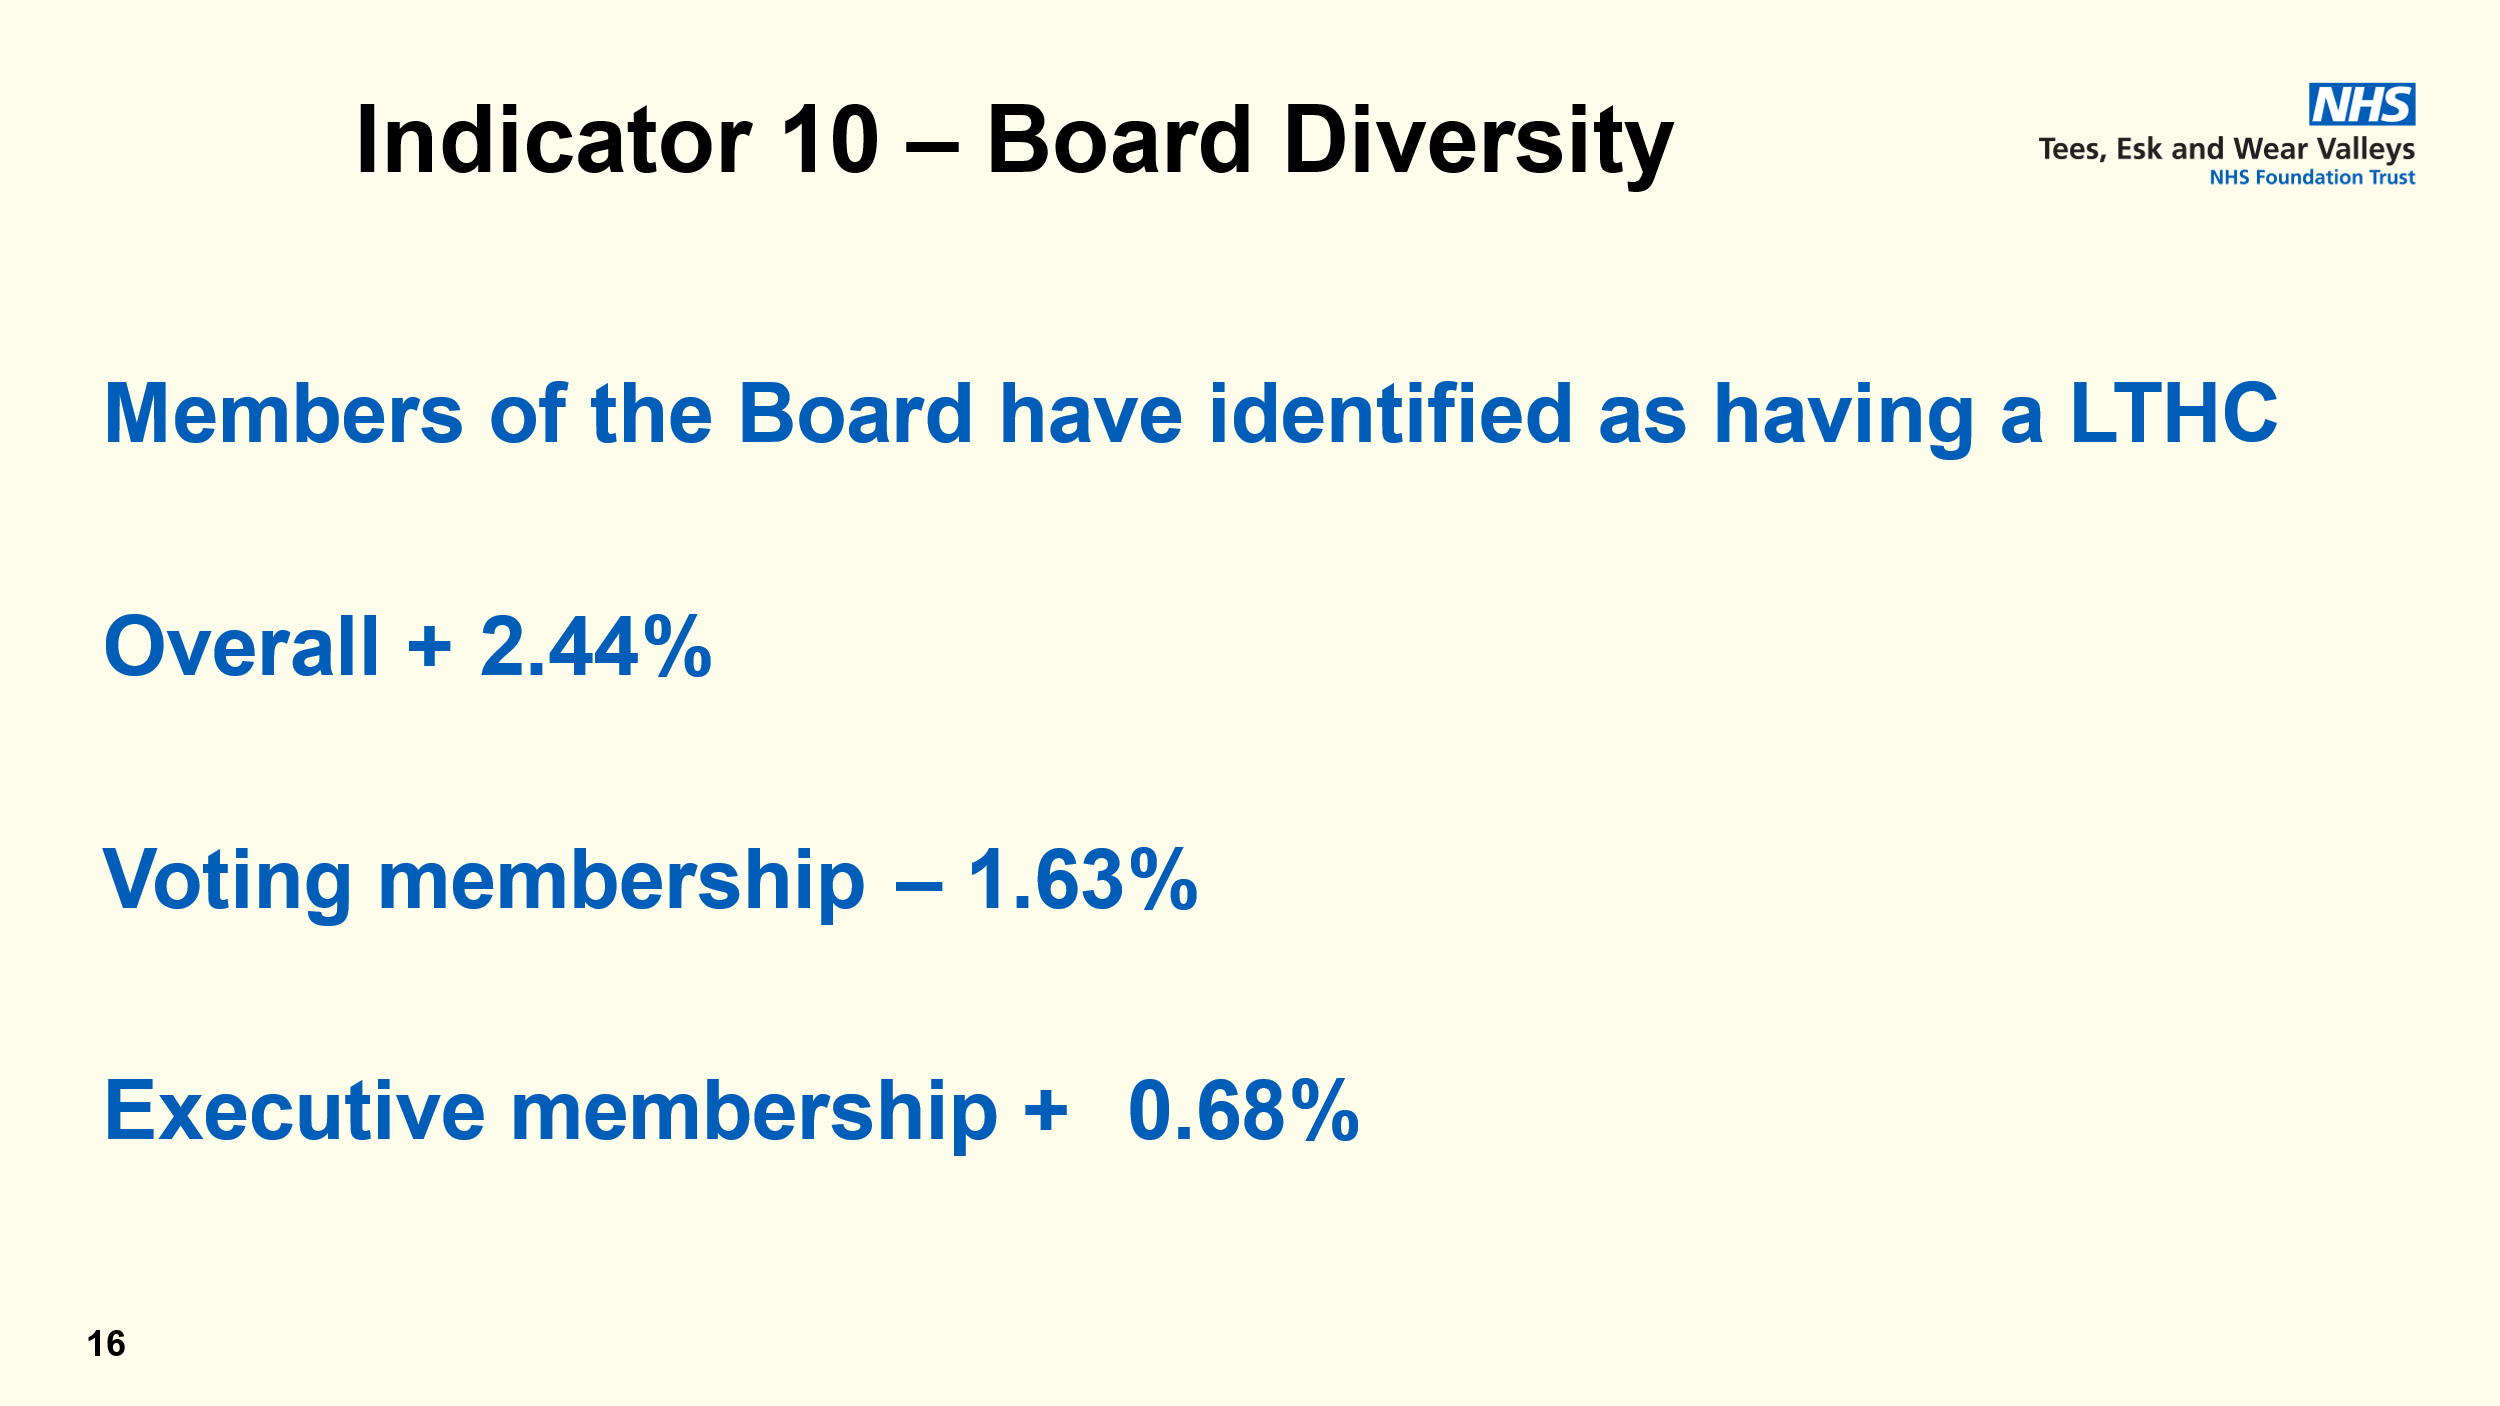 Indicator 10 – Board Diversity
NHS
Tees, Esk and Wear Valleys
NHS Foundation Trust
Members of the Board have identified as having a LTHC
Overall + 2.44%
Voting membership – 1.63%
Executive membership +  0.68%
16